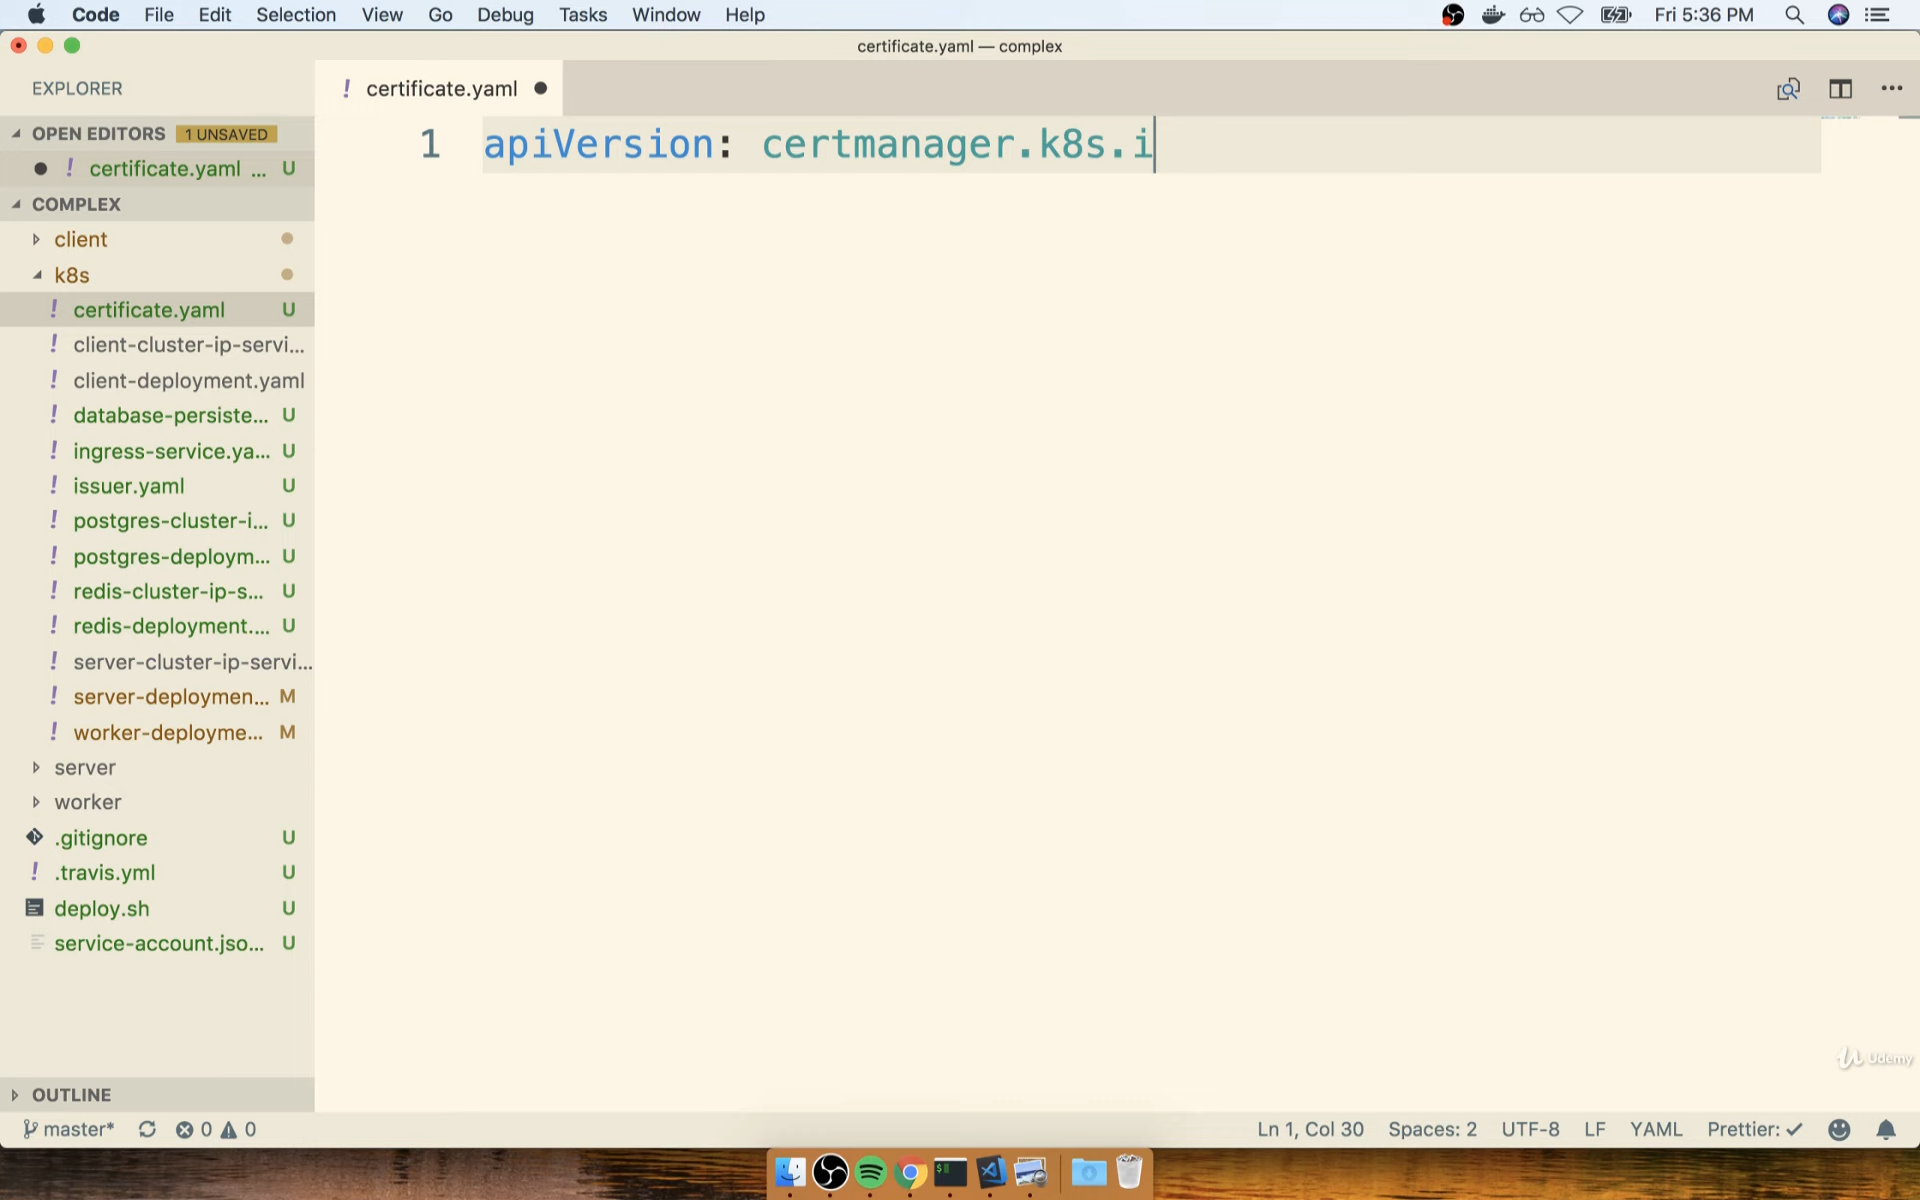 Code File Edit Selection View Go Debug Tasks Window Help Fri 5:36 PM
certificate.yaml — complex
EXPLORER
! certificate.yaml
OPEN EDITORS 1 UNSAVED
! certificate.yaml ... U
COMPLEX
client
k8s
! certificate.yaml U
! client-cluster-ip-servi...
! client-deployment.yaml
! database-persiste... U
! ingress-service.ya... U
! issuer.yaml U
! postgres-cluster-i... U
! postgres-deploym... U
! redis-cluster-ip-s... U
! redis-deployment.... U
! server-cluster-ip-servi...
! server-deploymen... M
! worker-deployme... M
server
worker
.gitignore U
! .travis.yml U
deploy.sh U
service-account.jso... U
OUTLINE
1 apiVersion: certmanager.k8s.i
Udemy
master* 0 0 Ln 1, Col 30 Spaces: 2 UTF-8 LF YAML Prettier: ✓